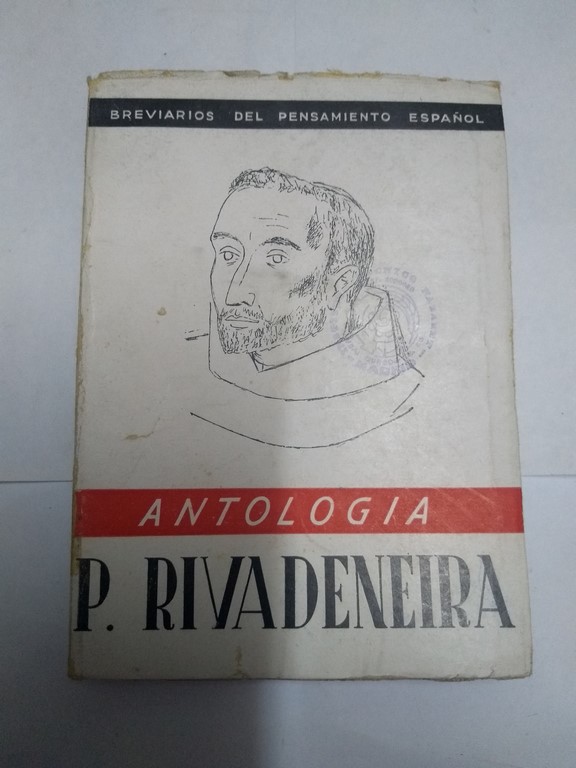 BREVIARIOS DEL PENSAMIENTO ESPAÑOL
ANTOLOGIA
P. RIVADENEIRA